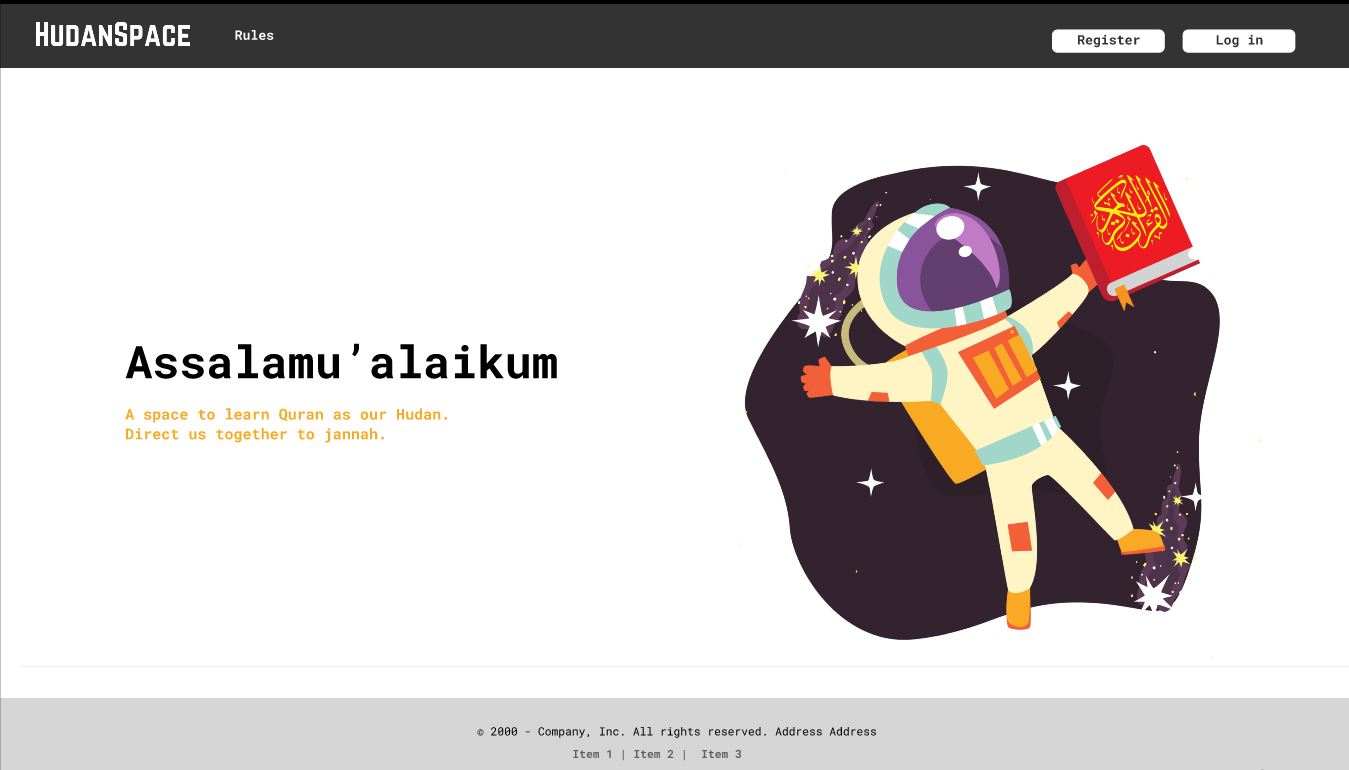 HudanSpace
Rules
Register
Log in
القرآن الكريم
Assalamu’alaikum
A space to learn Quran as our Hudan.
Direct us together to jannah.
© 2000 - Company, Inc. All rights reserved. Address Address
Item 1 | Item 2 | Item 3